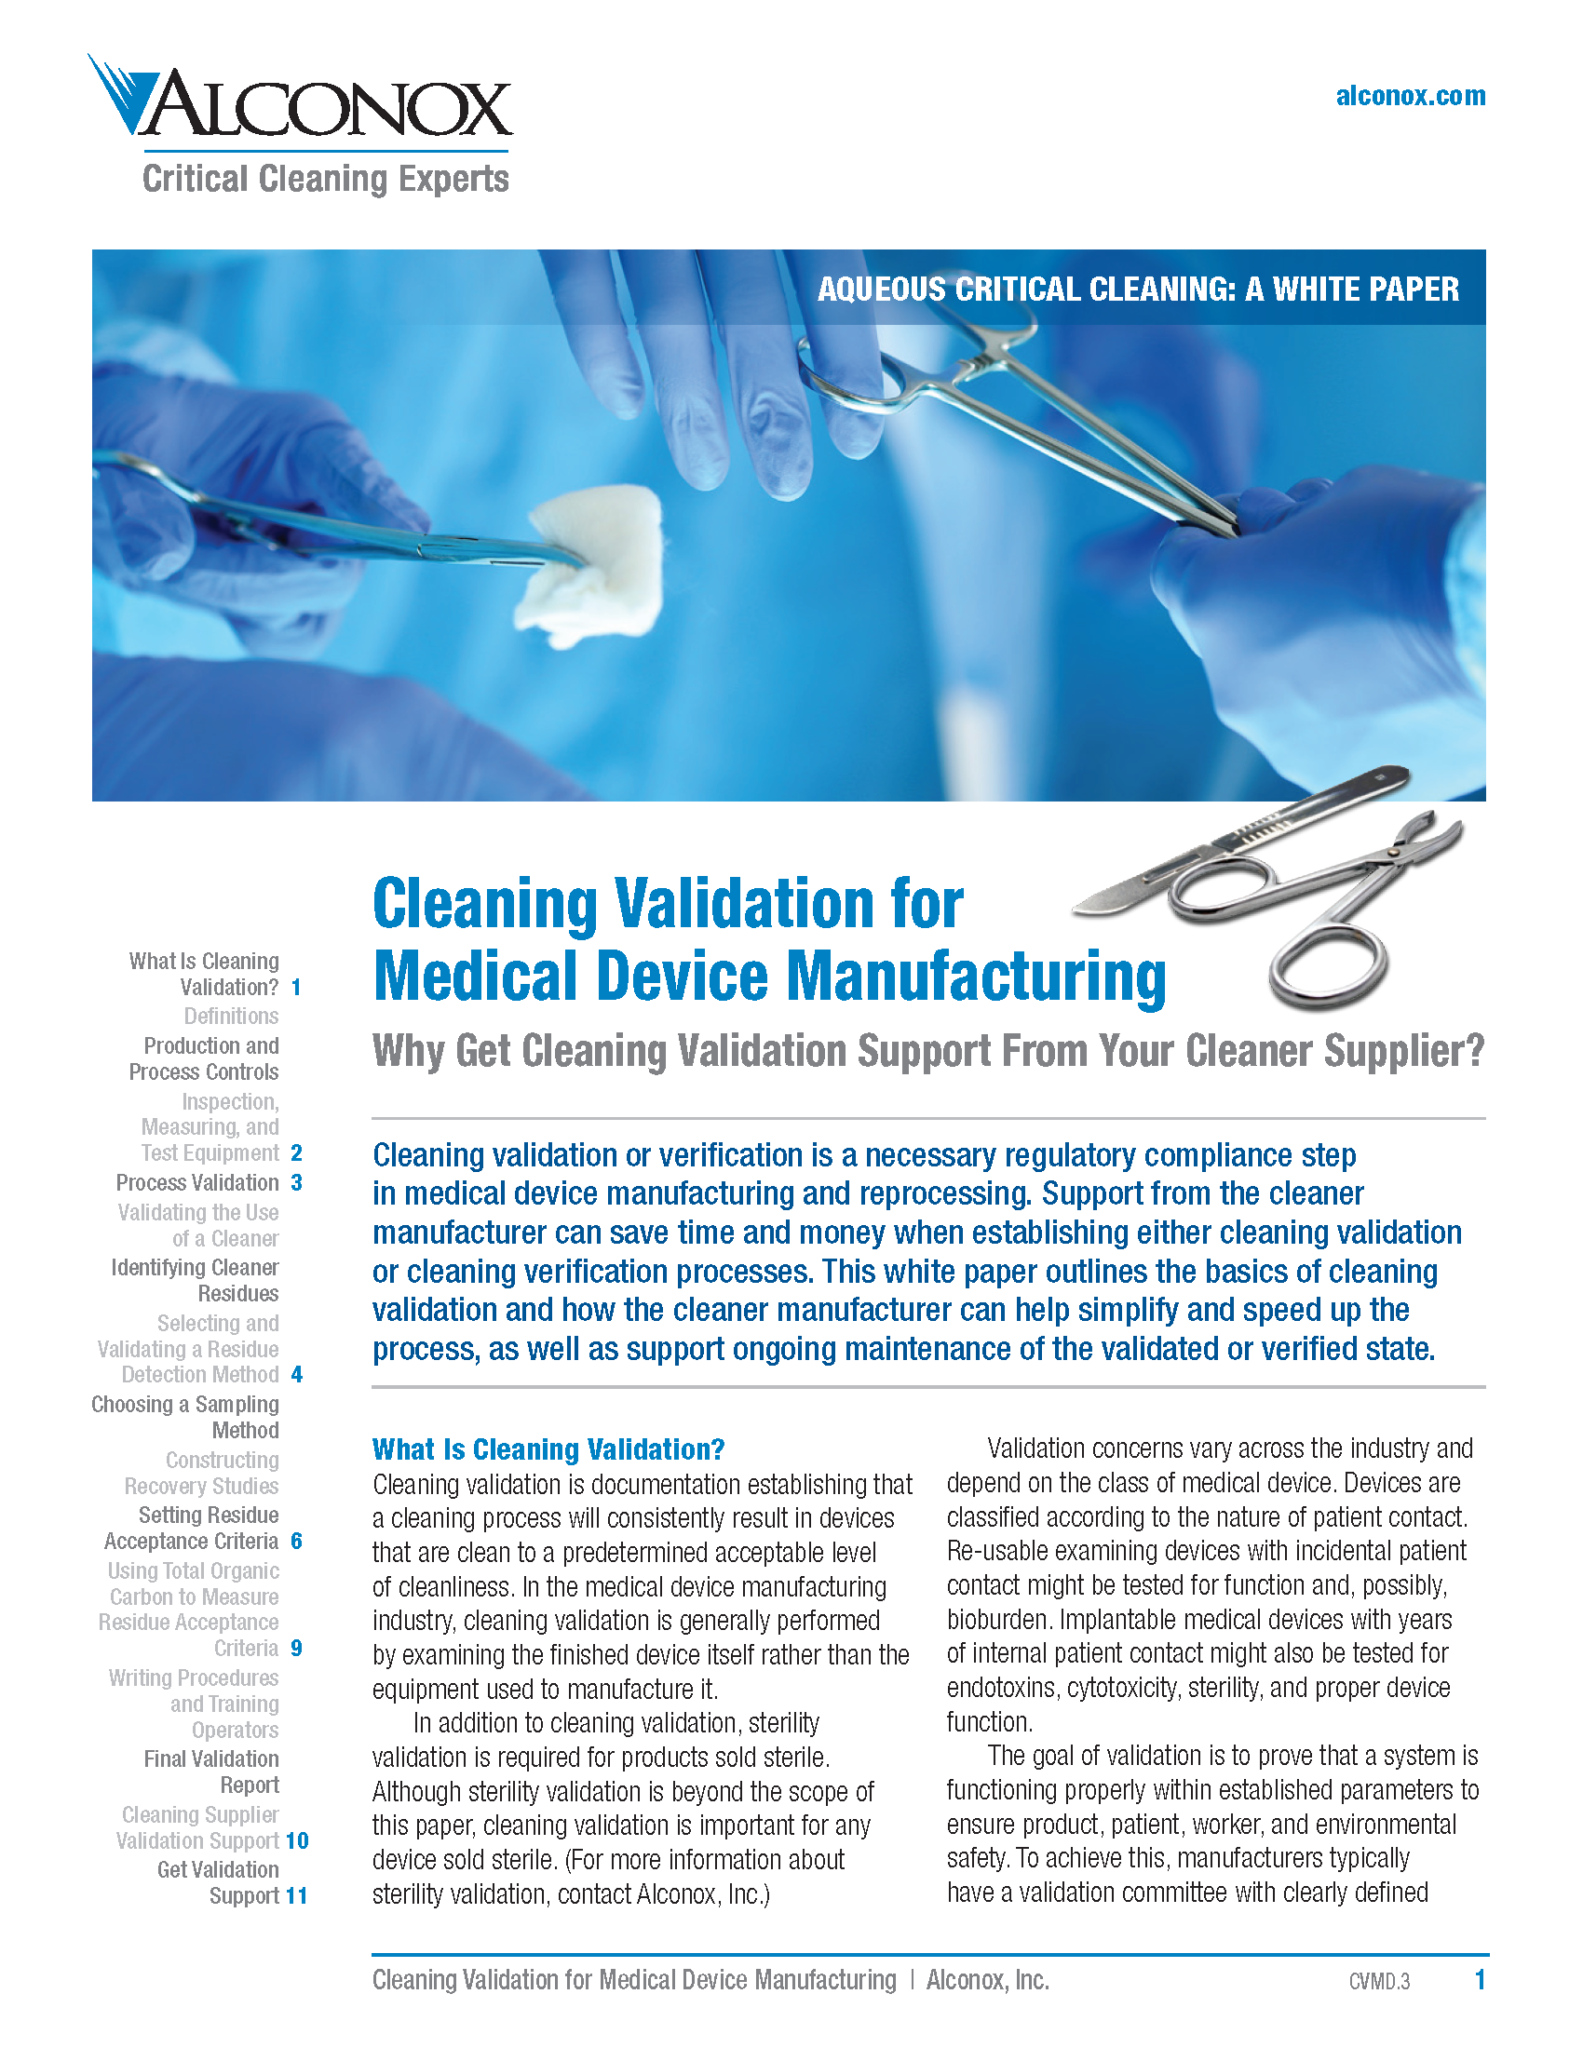 ALCONOX
Critical Cleaning Experts
alconox.com
AQUEOUS CRITICAL CLEANING: A WHITE PAPER
Cleaning Validation for
Medical Device Manufacturing
Why Get Cleaning Validation Support From Your Cleaner Supplier?
What Is Cleaning
Validation? 1
Definitions
Production and
Process Controls
Inspection,
Measuring, and
Test Equipment 2
Process Validation 3
Validating the Use
of a Cleaner
Identifying Cleaner
Residues
Selecting and
Validating a Residue
Detection Method 4
Choosing a Sampling
Method
Constructing
Recovery Studies
Setting Residue
Acceptance Criteria 6
Using Total Organic
Carbon to Measure
Residue Acceptance
Criteria 9
Writing Procedures
and Training
Operators
Final Validation
Report
Cleaning Supplier
Validation Support 10
Get Validation
Support 11
Cleaning validation or verification is a necessary regulatory compliance step
in medical device manufacturing and reprocessing. Support from the cleaner
manufacturer can save time and money when establishing either cleaning validation
or cleaning verification processes. This white paper outlines the basics of cleaning
validation and how the cleaner manufacturer can help simplify and speed up the
process, as well as support ongoing maintenance of the validated or verified state.
What Is Cleaning Validation?
Cleaning validation is documentation establishing that
a cleaning process will consistently result in devices
that are clean to a predetermined acceptable level
of cleanliness. In the medical device manufacturing
industry, cleaning validation is generally performed
by examining the finished device itself rather than the
equipment used to manufacture it.
In addition to cleaning validation, sterility
validation is required for products sold sterile.
Although sterility validation is beyond the scope of
this paper, cleaning validation is important for any
device sold sterile. (For more information about
sterility validation, contact Alconox, Inc.)
Validation concerns vary across the industry and
depend on the class of medical device. Devices are
classified according to the nature of patient contact.
Re-usable examining devices with incidental patient
contact might be tested for function and, possibly,
bioburden. Implantable medical devices with years
of internal patient contact might also be tested for
endotoxins, cytotoxicity, sterility, and proper device
function.
The goal of validation is to prove that a system is
functioning properly within established parameters to
ensure product, patient, worker, and environmental
safety. To achieve this, manufacturers typically
have a validation committee with clearly defined
Cleaning Validation for Medical Device Manufacturing | Alconox, Inc.
CVMD.3 1